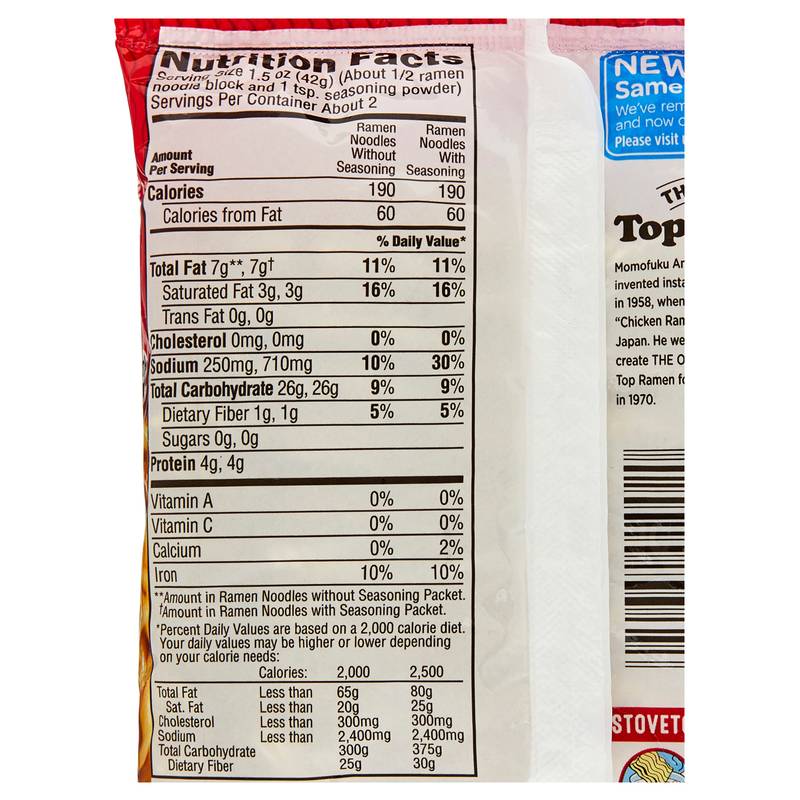 Nutrition Facts
Serving Size 1.5 oz (42g) (About 1/2 ramen
noodle block and 1 tsp. seasoning powder)
Servings Per Container About 2
Amount
Per Serving
Ramen
Noodles
Without
Seasoning
Ramen
Noodles
With
Seasoning
Calories 190 190
Calories from Fat 60 60
% Daily Value*
Total Fat 7g**, 7g† 11% 11%
Saturated Fat 3g, 3g 16% 16%
Trans Fat 0g, 0g
Cholesterol 0mg, 0mg 0% 0%
Sodium 250mg, 710mg 10% 30%
Total Carbohydrate 26g, 26g 9% 9%
Dietary Fiber 1g, 1g 5% 5%
Sugars 0g, 0g
Protein 4g, 4g
Vitamin A 0% 0%
Vitamin C 0% 0%
Calcium 0% 2%
Iron 10% 10%
**Amount in Ramen Noodles without Seasoning Packet.
†Amount in Ramen Noodles with Seasoning Packet.
*Percent Daily Values are based on a 2,000 calorie diet.
Your daily values may be higher or lower depending
on your calorie needs:
Calories: 2,000 2,500
Total Fat Less than 65g 80g
Sat. Fat Less than 20g 25g
Cholesterol Less than 300mg 300mg
Sodium Less than 2,400mg 2,400mg
Total Carbohydrate 300g 375g
Dietary Fiber 25g 30g
NEW
Same
We've rem
and now
Please visit
TH
Top
Momofuku An
invented insta
in 1958, when
"Chicken Ram
Japan. He we
create THE O
Top Ramen fo
in 1970.
STOVETO